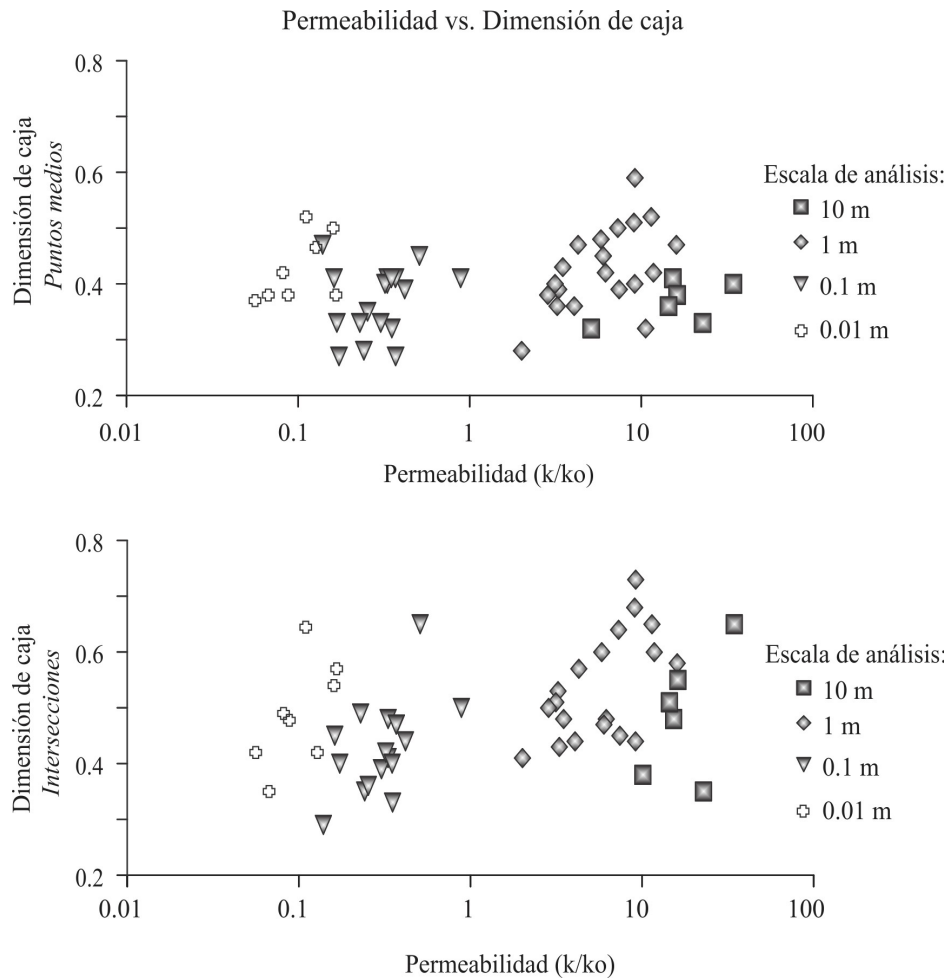 Permeabilidad vs. Dimensión de caja
Dimensión de caja
Puntos medios
0.8
0.6
0.4
0.2
0.01
0.1
1
10
100
Permeabilidad (k/ko)
Escala de análisis:
10 m
1 m
0.1 m
0.01 m
Dimensión de caja
Intersecciones
0.8
0.6
0.4
0.2
0.01
0.1
1
10
100
Permeabilidad (k/ko)
Escala de análisis:
10 m
1 m
0.1 m
0.01 m